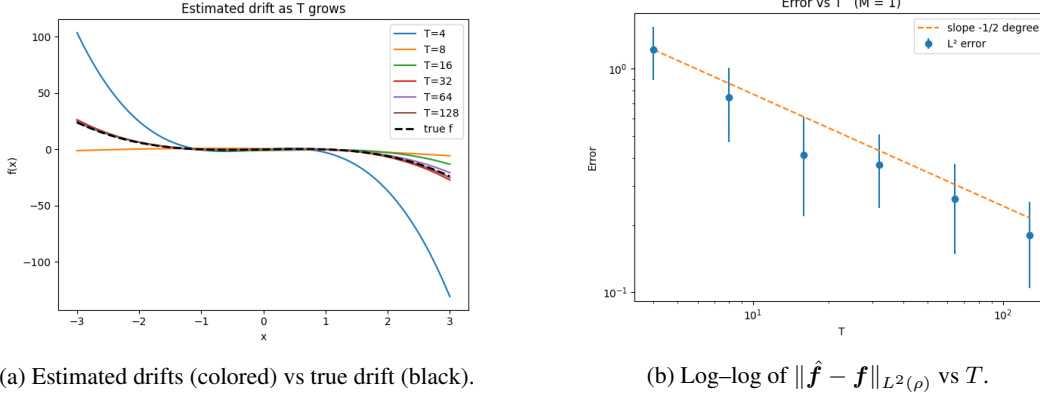 Estimated drift as T grows
100
50
0
−50
−100
f(x)
−3
−2
−1
0
1
2
3
x
T=4
T=8
T=16
T=32
T=64
T=128
true f
(a) Estimated drifts (colored) vs true drift (black).
Error vs T (M = 1)
10⁰
10⁻¹
Error
10¹
10²
T
slope -1/2 degree
L² error
(b) Log–log of ‖f̂ − f‖_{L²(ρ)} vs T.